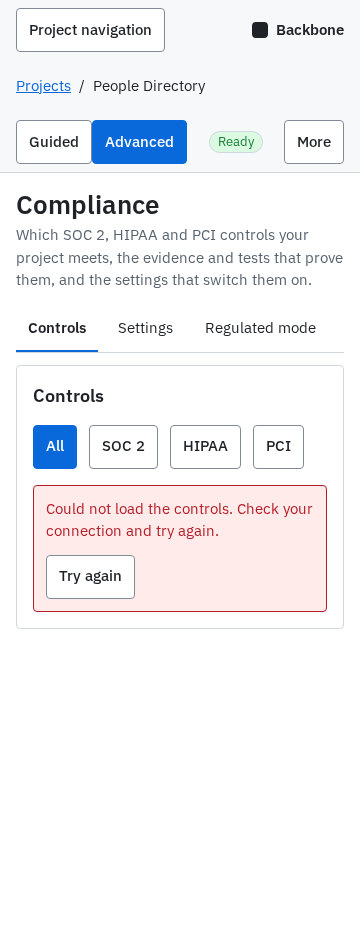 Project navigation
Backbone
Projects / People Directory
Guided
Advanced
Ready
More
Compliance
Which SOC 2, HIPAA and PCI controls your
project meets, the evidence and tests that prove
them, and the settings that switch them on.
Controls
Settings
Regulated mode
Controls
All
SOC 2
HIPAA
PCI
Could not load the controls. Check your
connection and try again.
Try again